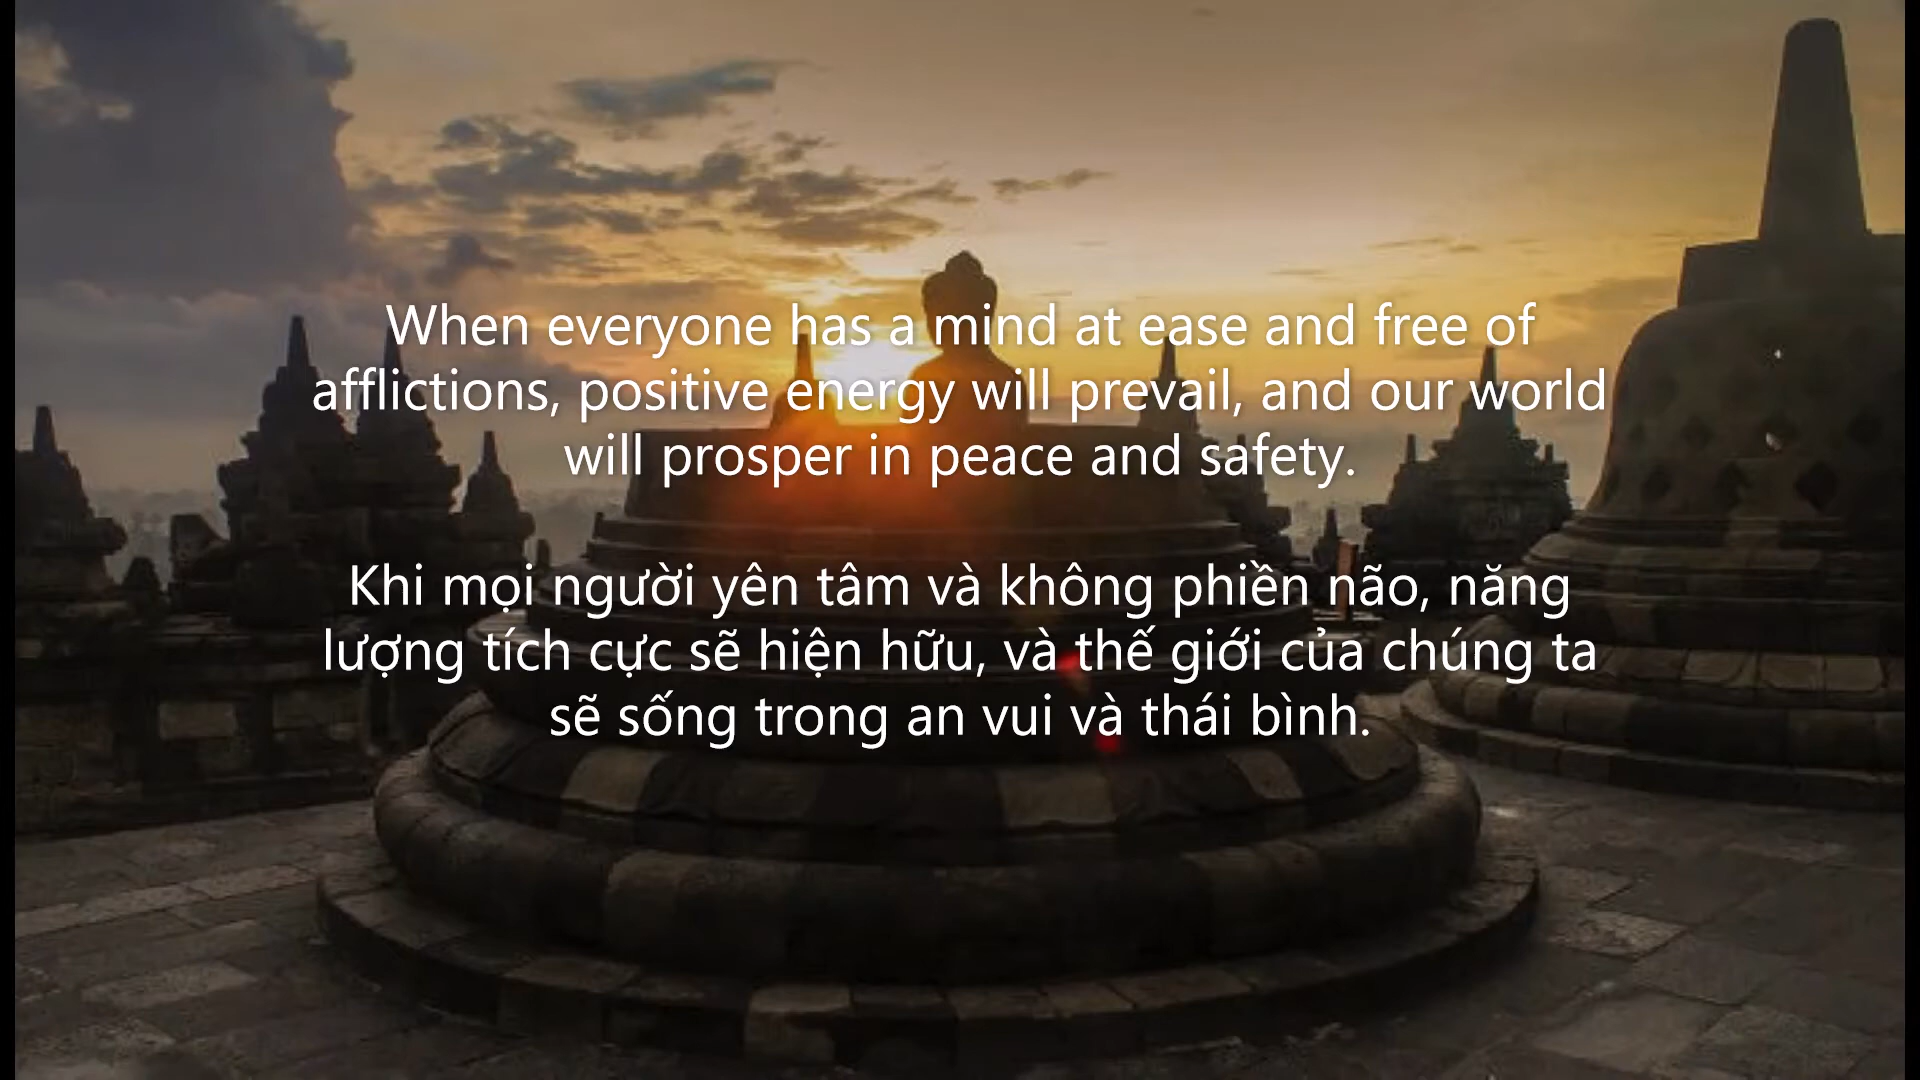 When everyone has a mind at ease and free of
afflictions, positive energy will prevail, and our world
will prosper in peace and safety.
Khi mọi người yên tâm và không phiền não, năng
lượng tích cực sẽ hiện hữu, và thế giới của chúng ta
sẽ sống trong an vui và thái bình.